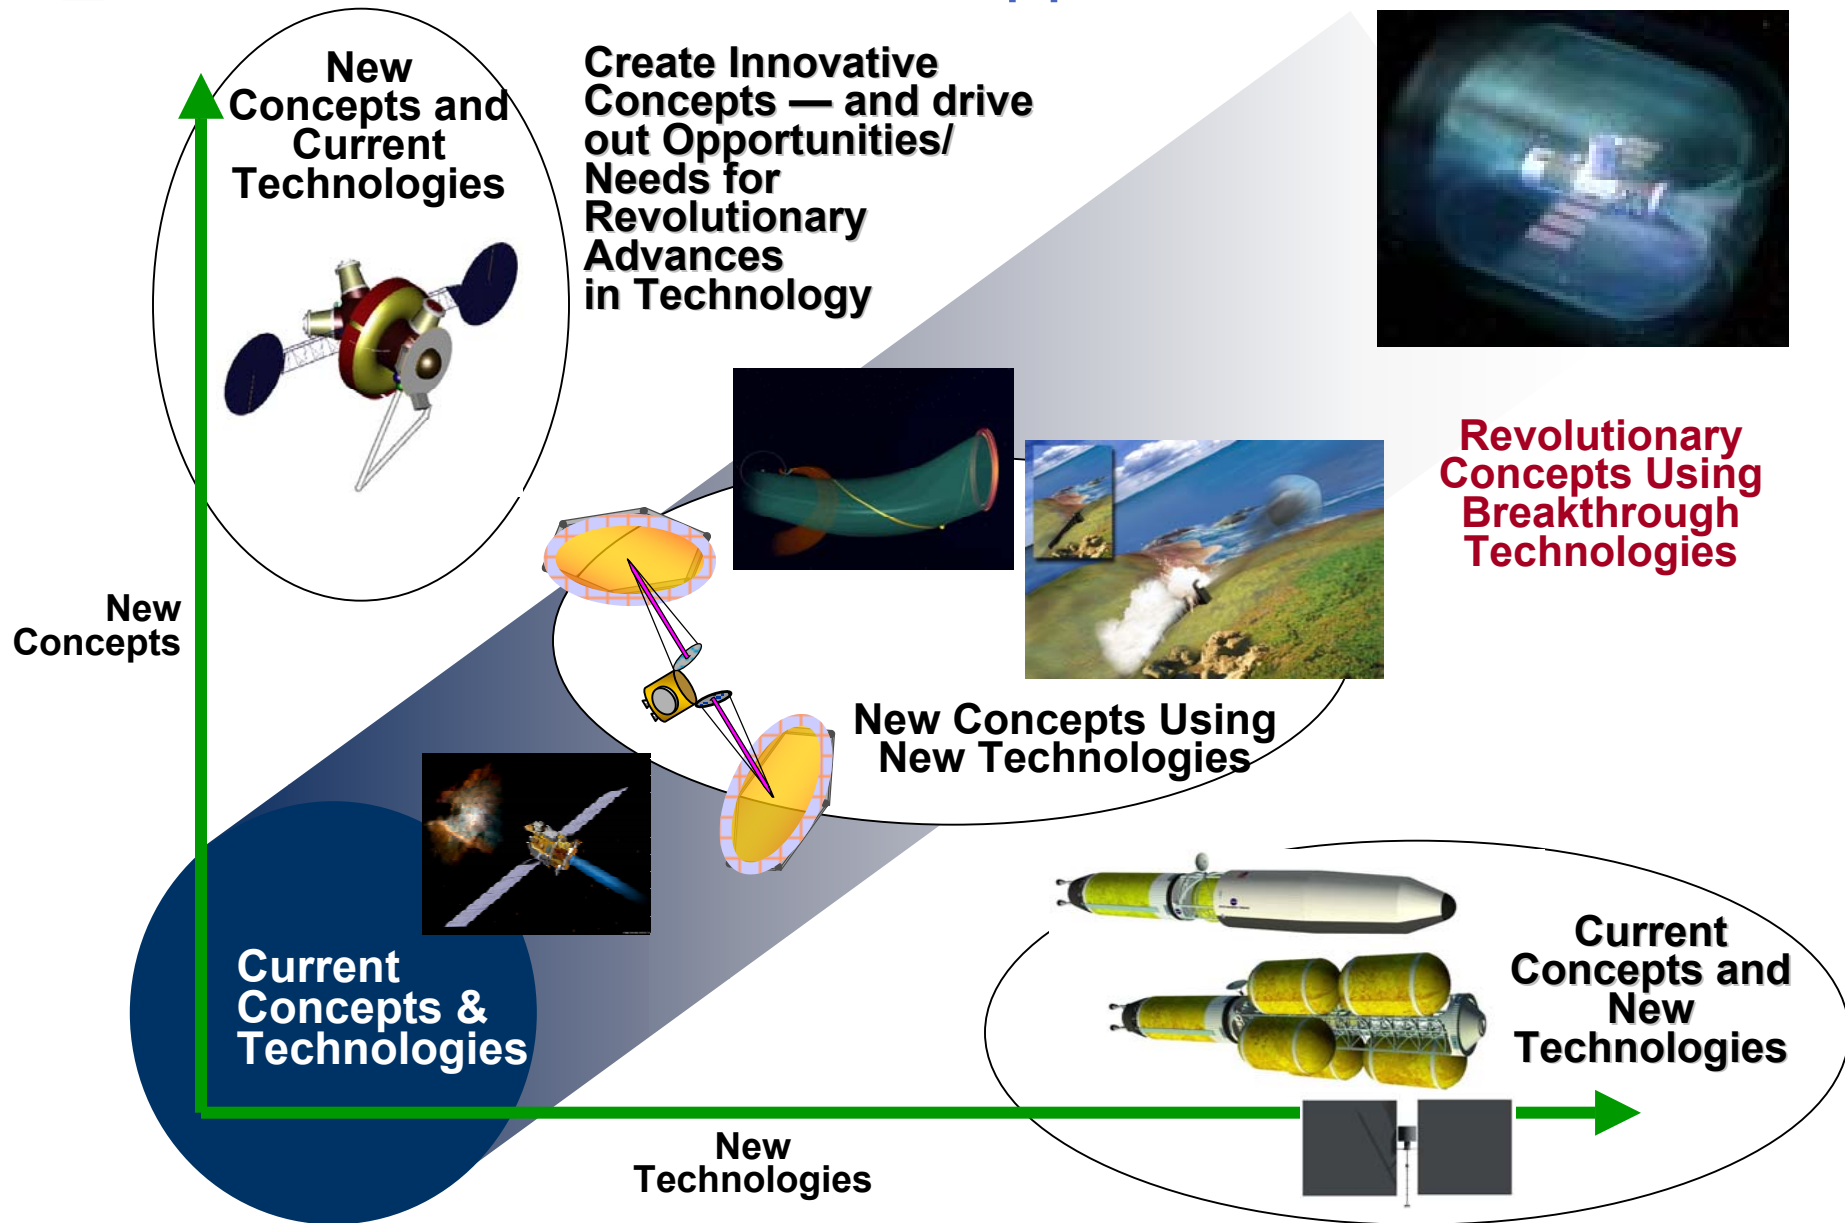 New
Concepts and
Current
Technologies
Create Innovative
Concepts — and drive
out Opportunities/
Needs for
Revolutionary
Advances
in Technology
Revolutionary
Concepts Using
Breakthrough
Technologies
New
Concepts
New Concepts Using
New Technologies
Current
Concepts &
Technologies
Current
Concepts and
New
Technologies
New
Technologies